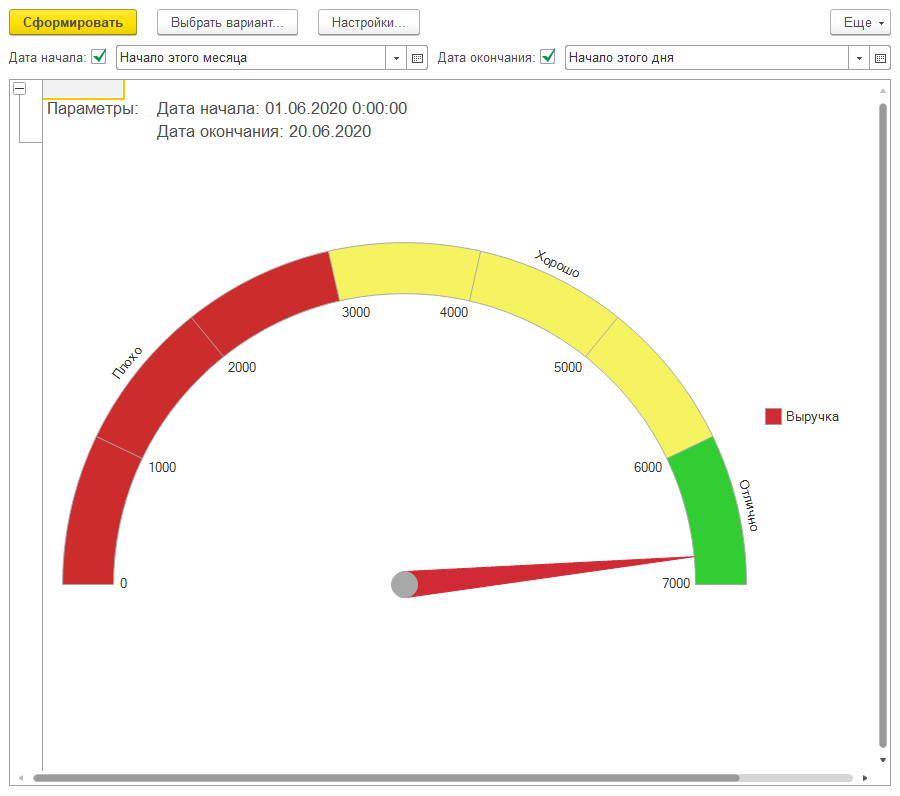 Сформировать
Выбрать вариант...
Настройки...
Еще
Дата начала:
Начало этого месяца
Дата окончания:
Начало этого дня
Параметры:
Дата начала: 01.06.2020 0:00:00
Дата окончания: 20.06.2020
Хорошо
3000
4000
Плохо
2000
5000
Выручка
1000
6000
Отлично
0
7000